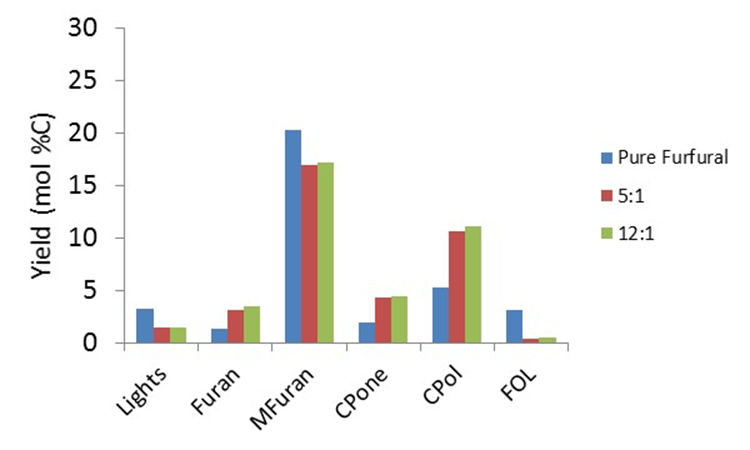 30
25
20
15
10
5
0
Yield (mol %C)
Lights
Furan
MFuran
CPone
CPol
FOL
Pure Furfural
5:1
12:1